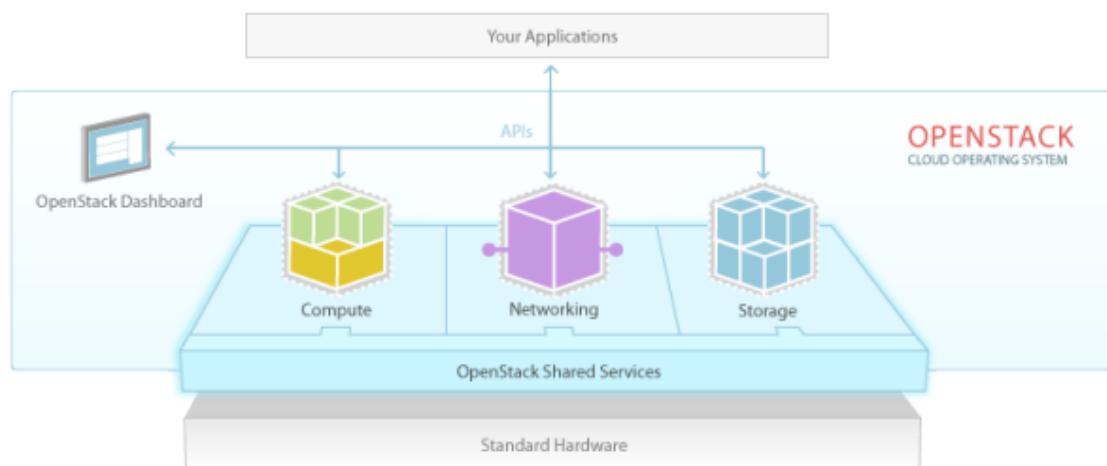 Your Applications
APIs
OPENSTACK
CLOUD OPERATING SYSTEM
OpenStack Dashboard
Compute
Networking
Storage
OpenStack Shared Services
Standard Hardware